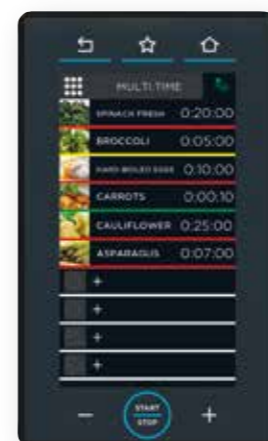 MULTI.TIME
SPINACH FRESH 0:20:00
BROCCOLI 0:05:00
HARD-BOILED EGGS 0:10:00
CARROTS 0:00:10
CAULIFLOWER 0:25:00
ASPARAGUS 0:07:00
+
+
+
+
− START +
STOP